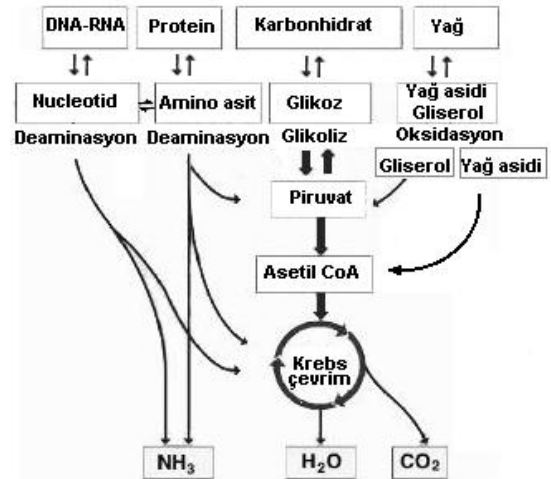 DNA-RNA Protein Karbonhidrat Yağ
Nucleotid Amino asit Glikoz Yağ asidi
Gliserol
Deaminasyon Deaminasyon Glikoliz Oksidasyon
Gliserol Yağ asidi
Piruvat
Asetil CoA
Krebs
çevrim
NH₃ H₂O CO₂